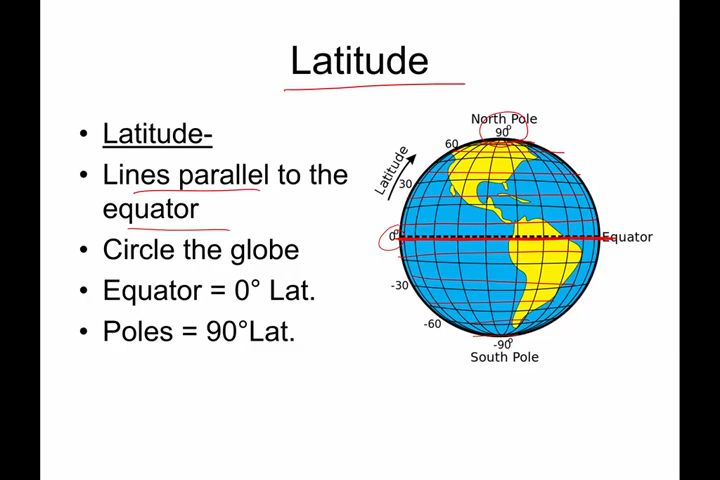 Latitude
• Latitude-
• Lines parallel to the
equator
• Circle the globe
• Equator = 0° Lat.
• Poles = 90°Lat.
North Pole
90°
60
Latitude
30
0°
Equator
-30
-60
-90°
South Pole